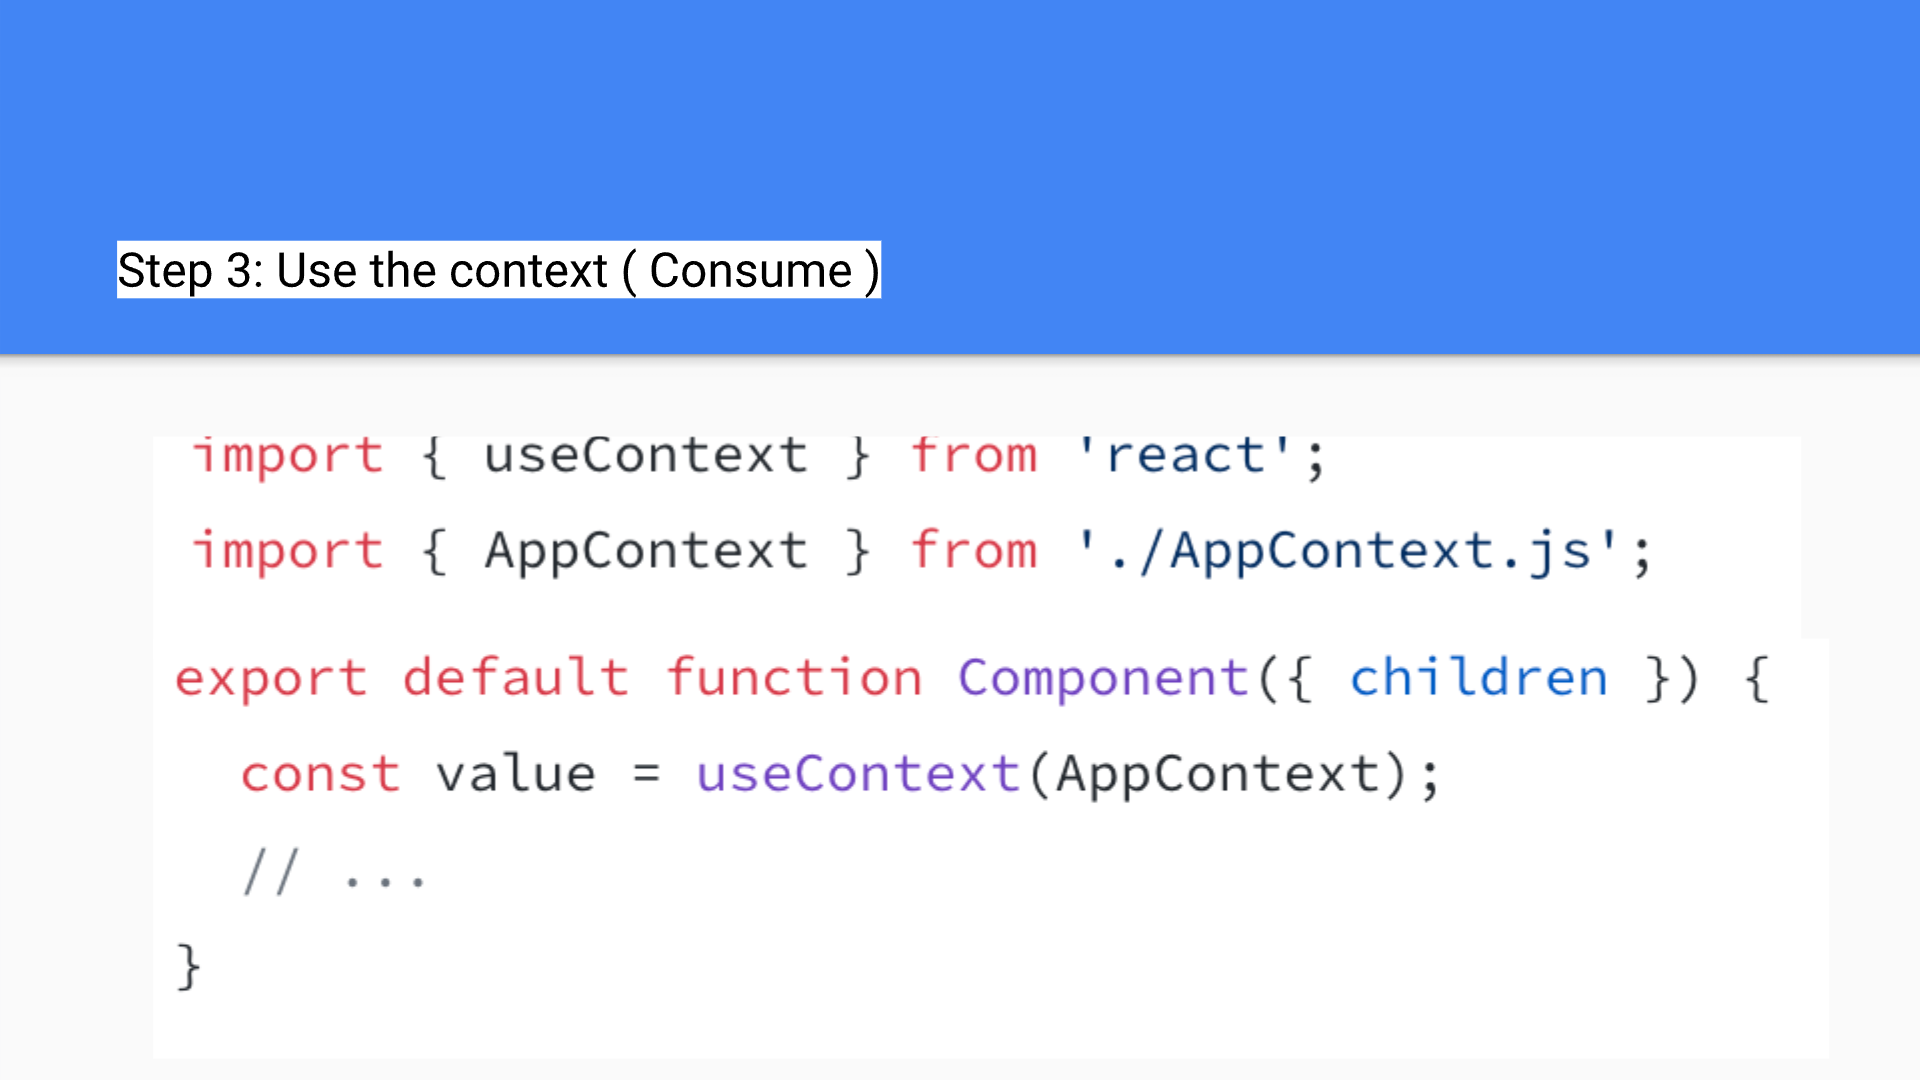 Step 3: Use the context ( Consume )
import { useContext } from 'react';
import { AppContext } from './AppContext.js';
export default function Component({ children }) {
  const value = useContext(AppContext);
  // ...
}